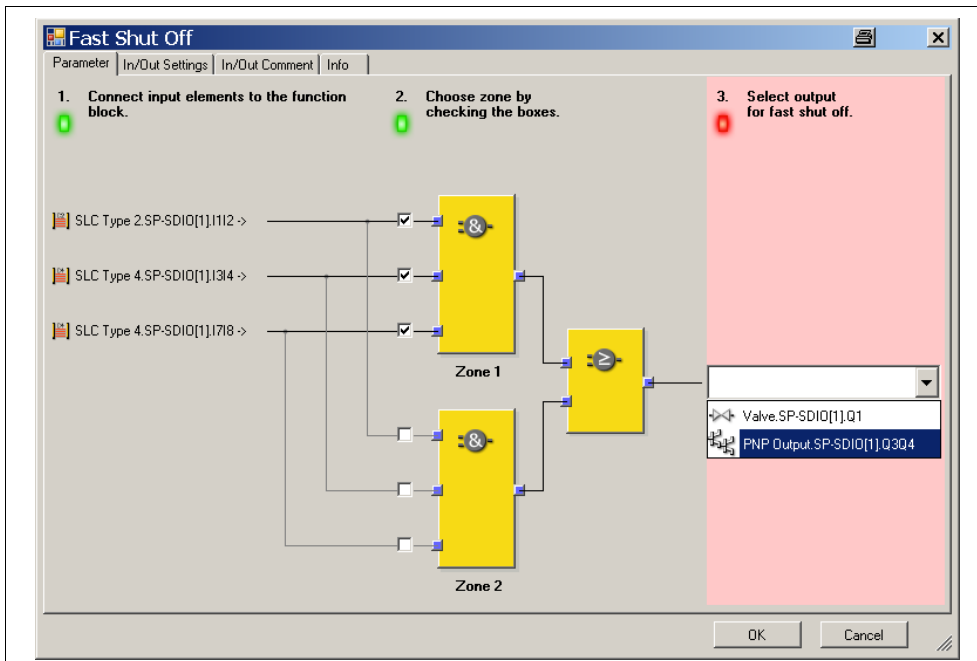 Fast Shut Off
Parameter
In/Out Settings
In/Out Comment
Info
1. Connect input elements to the function
block.
2. Choose zone by
checking the boxes.
3. Select output
for fast shut off.
SLC Type 2.SP-SDIO[1].I1I2 ->
SLC Type 4.SP-SDIO[1].I3I4 ->
SLC Type 4.SP-SDIO[1].I7I8 ->
&
Zone 1
≥
Valve.SP-SDIO[1].Q1
PNP Output.SP-SDIO[1].Q3Q4
&
Zone 2
OK
Cancel